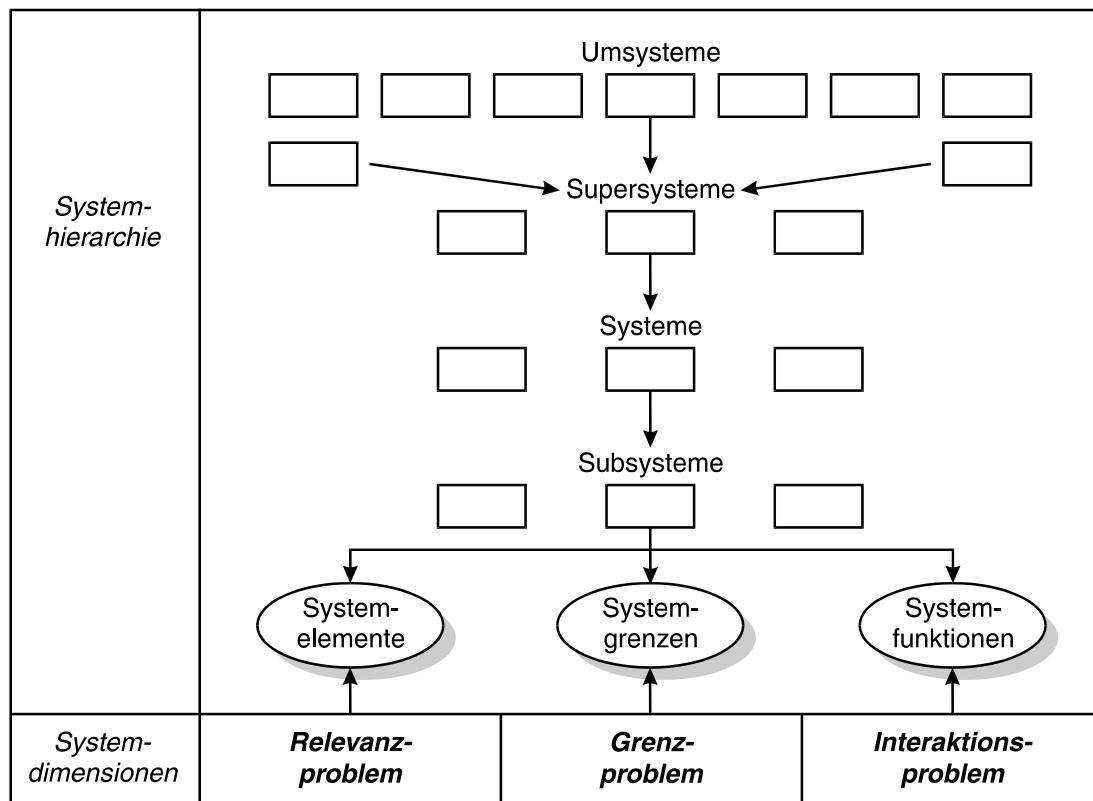 Umsysteme
Supersysteme
System-
hierarchie
Systeme
Subsysteme
System-
elemente
System-
grenzen
System-
funktionen
System-
dimensionen
Relevanz-
problem
Grenz-
problem
Interaktions-
problem